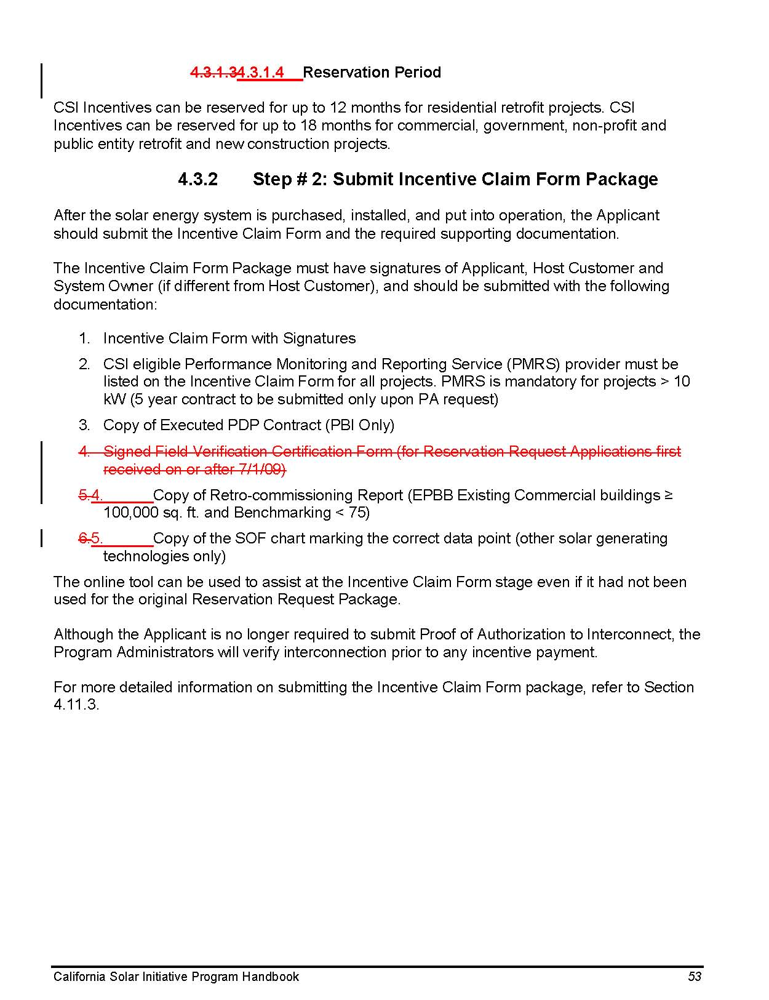 4.3.1.34.3.1.4 Reservation Period
CSI Incentives can be reserved for up to 12 months for residential retrofit projects. CSI
Incentives can be reserved for up to 18 months for commercial, government, non-profit and
public entity retrofit and new construction projects.
4.3.2 Step # 2: Submit Incentive Claim Form Package
After the solar energy system is purchased, installed, and put into operation, the Applicant
should submit the Incentive Claim Form and the required supporting documentation.
The Incentive Claim Form Package must have signatures of Applicant, Host Customer and
System Owner (if different from Host Customer), and should be submitted with the following
documentation:
1. Incentive Claim Form with Signatures
2. CSI eligible Performance Monitoring and Reporting Service (PMRS) provider must be
listed on the Incentive Claim Form for all projects. PMRS is mandatory for projects > 10
kW (5 year contract to be submitted only upon PA request)
3. Copy of Executed PDP Contract (PBI Only)
4. Signed Field Verification Certification Form (for Reservation Request Applications first
received on or after 7/1/09)
5.4. Copy of Retro-commissioning Report (EPBB Existing Commercial buildings ≥
100,000 sq. ft. and Benchmarking < 75)
6.5. Copy of the SOF chart marking the correct data point (other solar generating
technologies only)
The online tool can be used to assist at the Incentive Claim Form stage even if it had not been
used for the original Reservation Request Package.
Although the Applicant is no longer required to submit Proof of Authorization to Interconnect, the
Program Administrators will verify interconnection prior to any incentive payment.
For more detailed information on submitting the Incentive Claim Form package, refer to Section
4.11.3.
California Solar Initiative Program Handbook 53